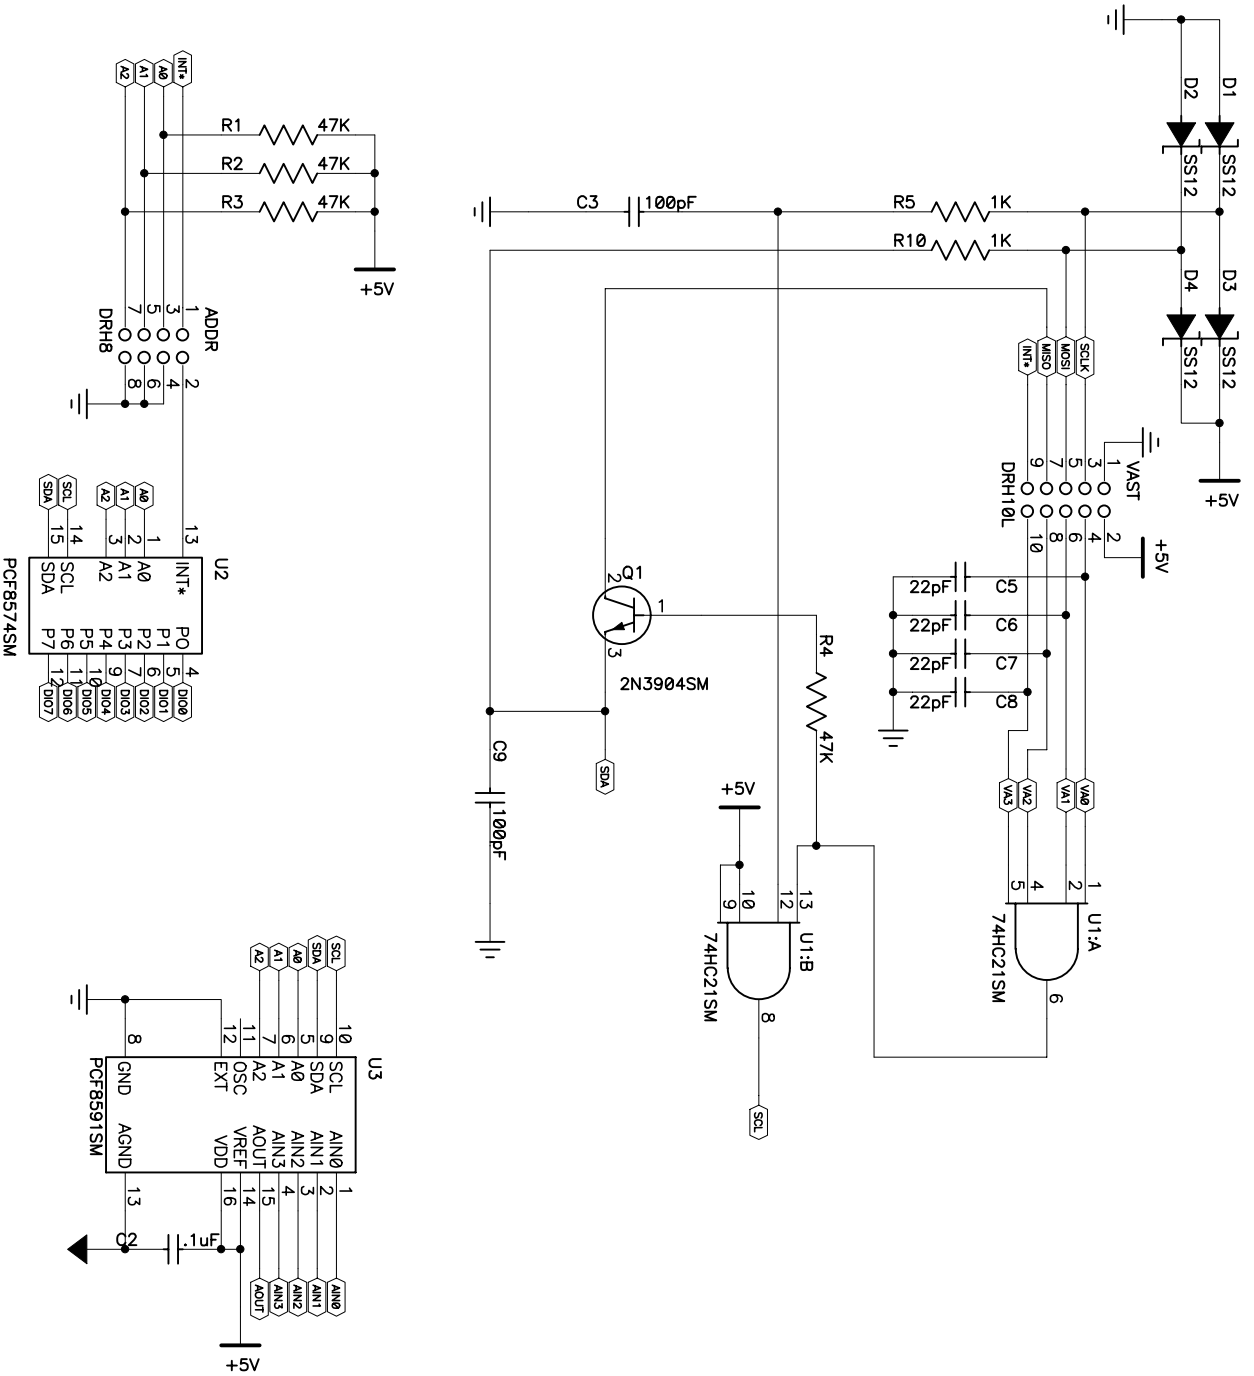 D1
SS12
D3
SS12
+5V
D2
SS12
D4
SS12
C3
100pF
R5
1K
R10
1K
SCLK
MOSI
MISO
INT*
VAST
1
2
3
4
5
6
7
8
9
10
DRH10L
+5V
C5
22pF
C6
22pF
C7
22pF
C8
22pF
VA0
VA1
VA2
VA3
1
2
4
5
6
U1:A
74HC21SM
Q1
1
2
3
2N3904SM
R4
47K
SDA
C9
100pF
+5V
13
12
10
9
8
U1:B
74HC21SM
SCL
INT*
A0
A1
A2
R1
47K
R2
47K
R3
47K
+5V
ADDR
1
2
3
4
5
6
7
8
DRH8
U2
13
INT*
PO
4
DIO0
P1
5
DIO1
A0
1
A0
P2
6
DIO2
A1
2
A1
P3
7
DIO3
A2
3
A2
P4
9
DIO4
P5
10
DIO5
SCL
14
SCL
P6
11
DIO6
SDA
15
SDA
P7
12
DIO7
PCF8574SM
U3
SCL
10
SCL
AIN0
1
AIN0
SDA
9
SDA
AIN1
2
AIN1
A0
5
A0
AIN2
3
AIN2
A1
6
A1
AIN3
4
AIN3
A2
7
A2
AOUT
15
AOUT
11
OSC
VREF
14
12
EXT
VDD
16
8
GND
AGND
13
PCF8591SM
C2
.1uF
+5V